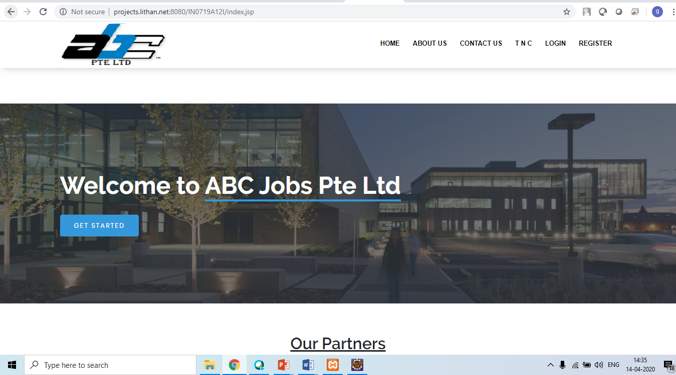 Not secure | projects.lithan.net:8080/IN0719A12I/index.jsp
abc
PTE LTD
HOME ABOUT US CONTACT US T N C LOGIN REGISTER
Welcome to ABC Jobs Pte Ltd
GET STARTED
Our Partners
Type here to search
ENG
14:35
14-04-2020